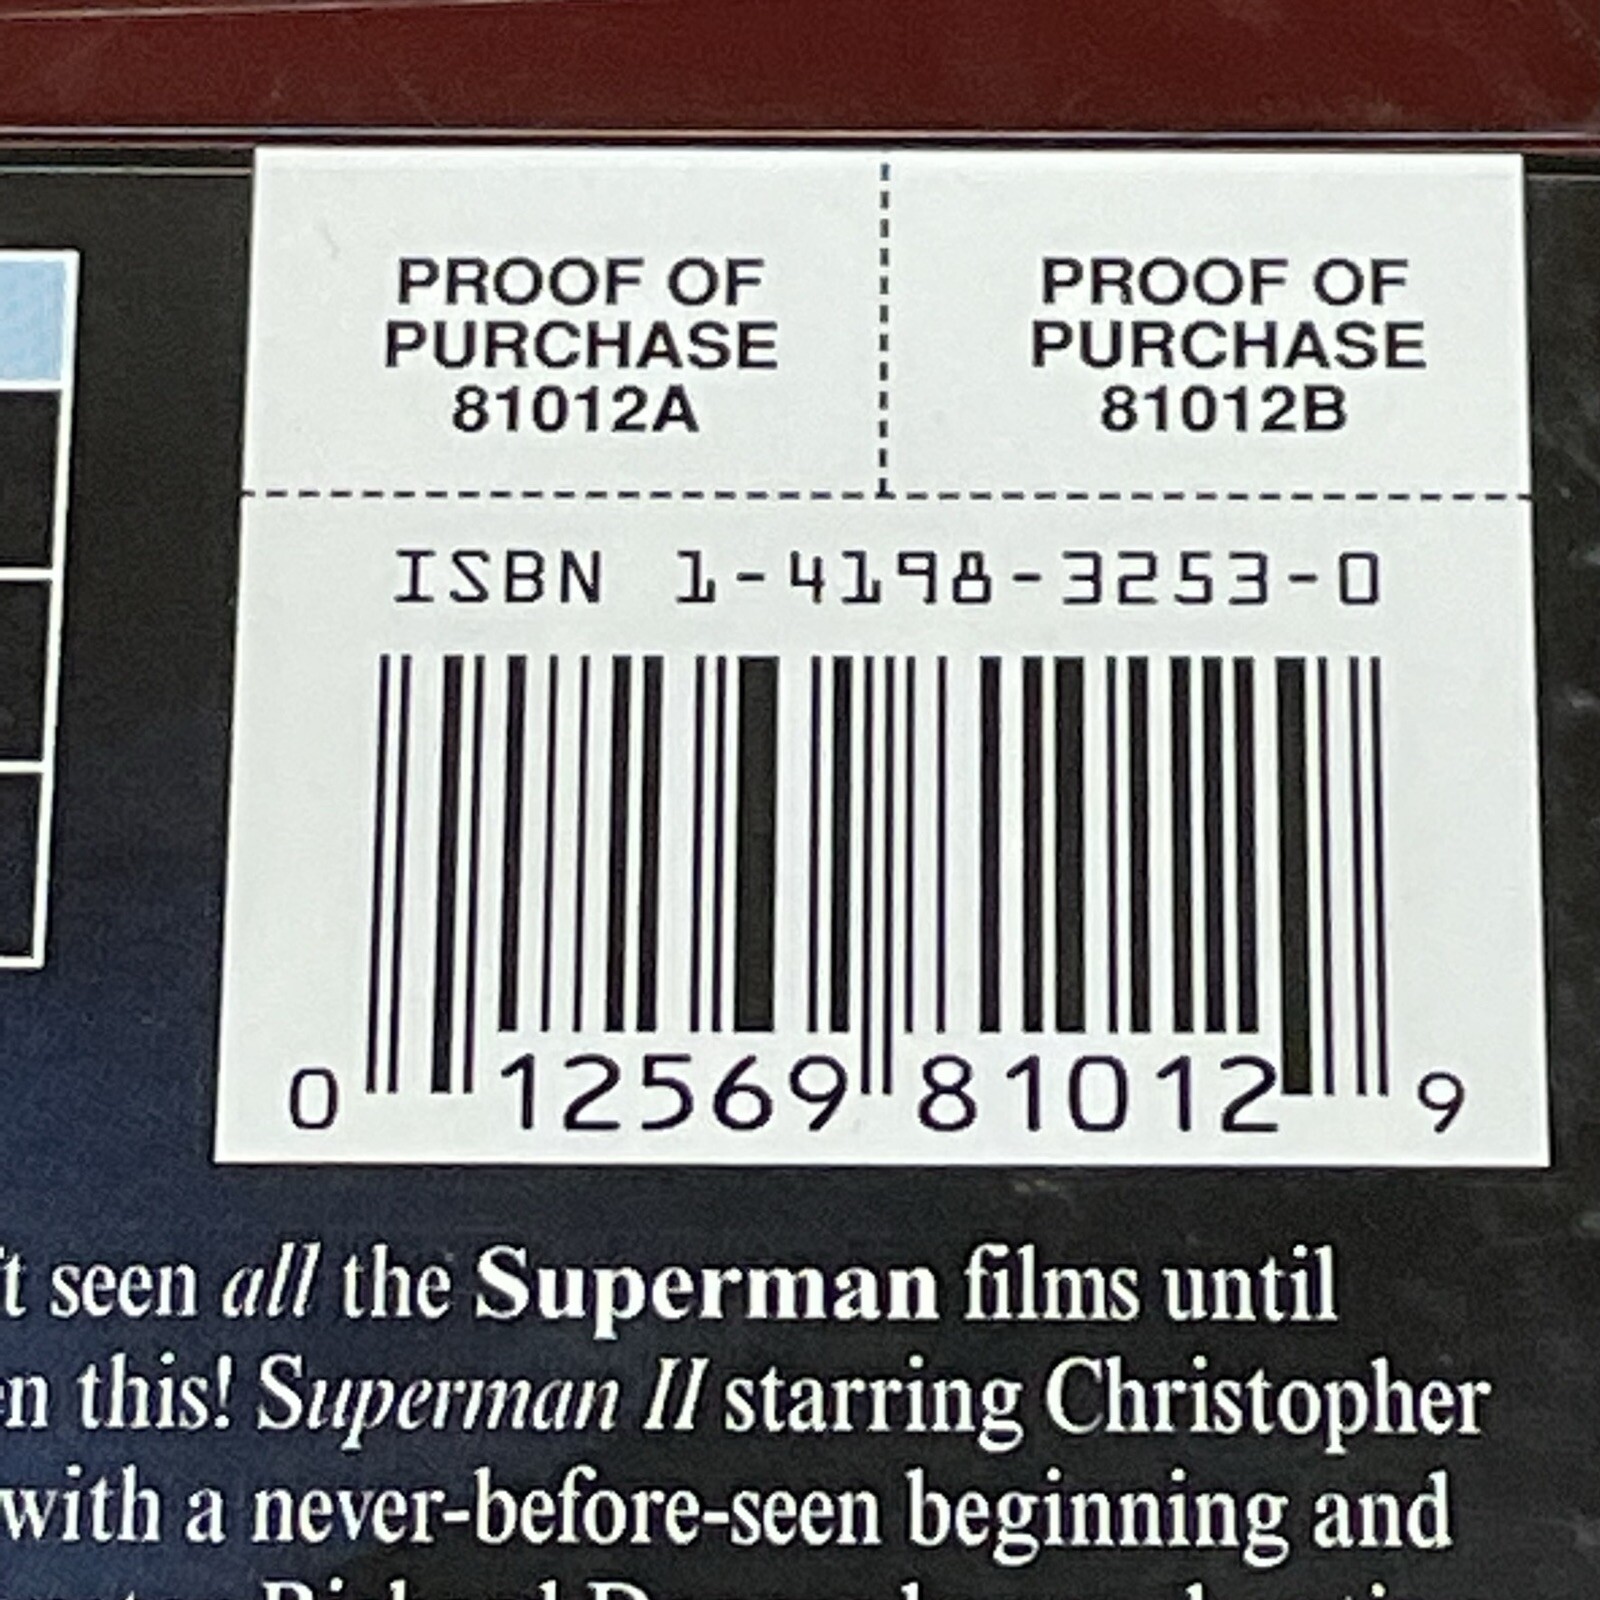 PROOF OF
PURCHASE
81012A
PROOF OF
PURCHASE
81012B
ISBN 1-4198-3253-0
0 12569 81012 9
seen all the Superman films until
this! Superman II starring Christopher
with a never-before-seen beginning and
Richard